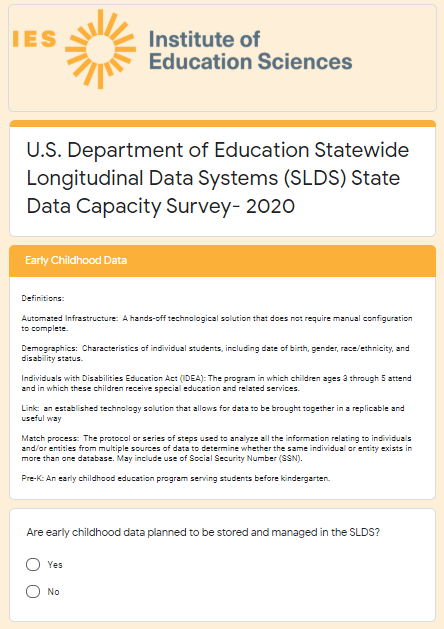 IES
Institute of
Education Sciences
U.S. Department of Education Statewide
Longitudinal Data Systems (SLDS) State
Data Capacity Survey- 2020
Early Childhood Data
Definitions:
Automated Infrastructure: A hands-off technological solution that does not require manual configuration
to complete.
Demographics: Characteristics of individual students, including date of birth, gender, race/ethnicity, and
disability status.
Individuals with Disabilities Education Act (IDEA): The program in which children ages 3 through 5 attend
and in which these children receive special education and related services.
Link: an established technology solution that allows for data to be brought together in a replicable and
useful way
Match process: The protocol or series of steps used to analyze all the information relating to individuals
and/or entities from multiple sources of data to determine whether the same individual or entity exists in
more than one database. May include use of Social Security Number (SSN).
Pre-K: An early childhood education program serving students before kindergarten.
Are early childhood data planned to be stored and managed in the SLDS?
Yes
No